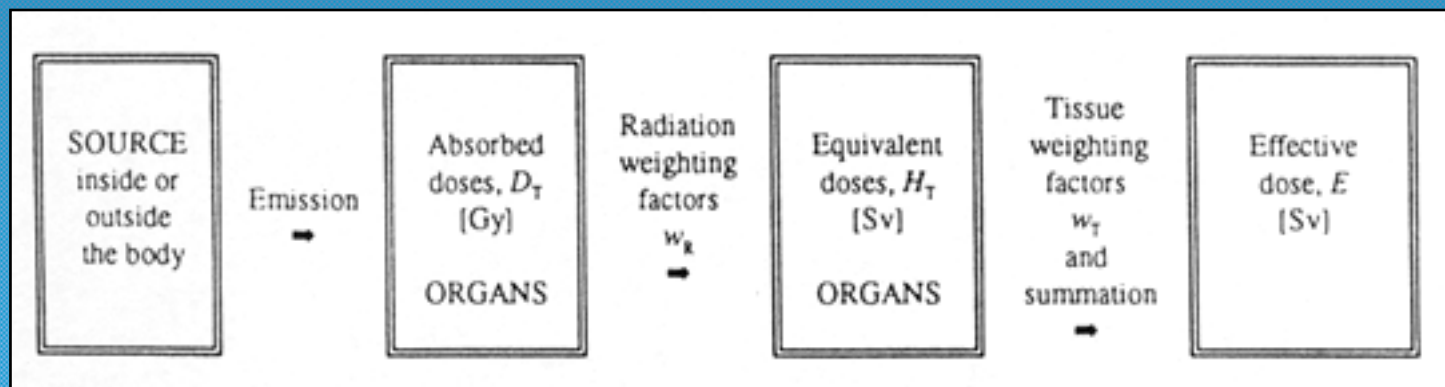 SOURCE
inside or
outside
the body
Emission
➡
Absorbed
doses, D_T
[Gy]
ORGANS
Radiation
weighting
factors
w_R
➡
Equivalent
doses, H_T
[Sv]
ORGANS
Tissue
weighting
factors
w_T
and
summation
➡
Effective
dose, E
[Sv]